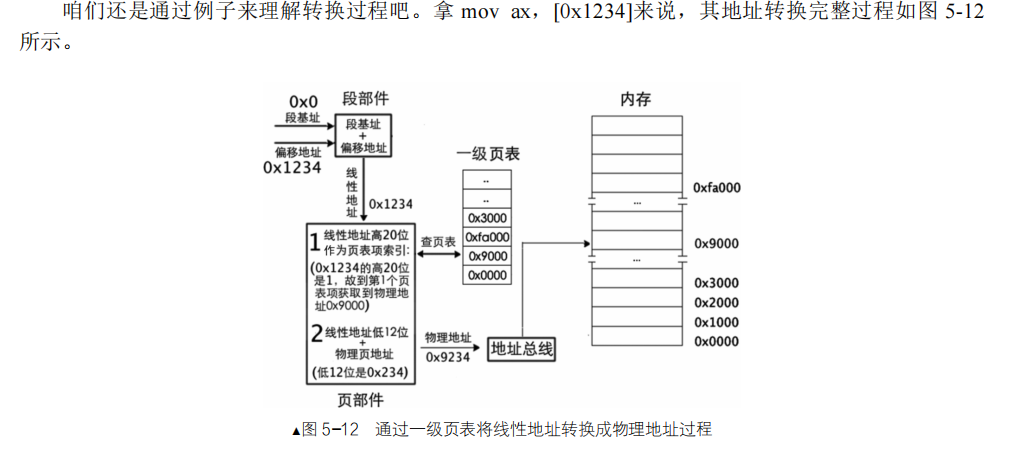 咱们还是通过例子来理解转换过程吧。拿 mov ax，[0x1234]来说，其地址转换完整过程如图 5-12
所示。
0x0
段基址
偏移地址
0x1234
段部件
段基址
+
偏移地址
线性地址
0x1234
1 线性地址高20位
作为页表项索引:
(0x1234的高20位
是1，故到第1个页
表项获取到物理地
址0x9000)
2 线性地址低12位
+
物理页地址
(低12位是0x234)
页部件
查页表
一级页表
..
..
0x3000
0xfa000
0x9000
0x0000
物理地址
0x9234
地址总线
内存
...
...
0xfa000
0x9000
0x3000
0x2000
0x1000
0x0000
▲图 5-12 通过一级页表将线性地址转换成物理地址过程